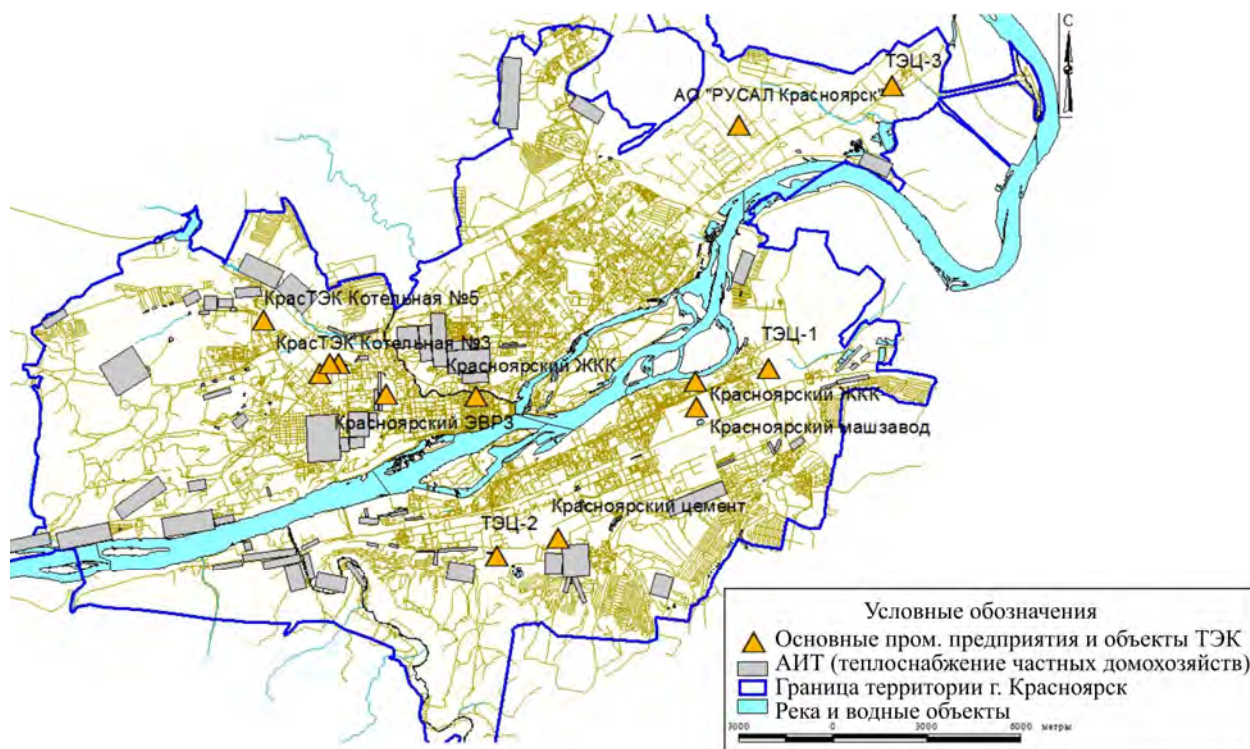 С
ТЭЦ-3
АО "РУСАЛ Красноярск"
КрасТЭК Котельная №5
КрасТЭК Котельная №3
Красноярский ЖКК
ТЭЦ-1
Красноярский ЖКК
Красноярский ЭВРЗ
Красноярский машзавод
Красноярский цемент
ТЭЦ-2
Условные обозначения
Основные пром. предприятия и объекты ТЭК
АИТ (теплоснабжение частных домохозяйств)
Граница территории г. Красноярск
Река и водные объекты
3000 0 3000 6000 метры